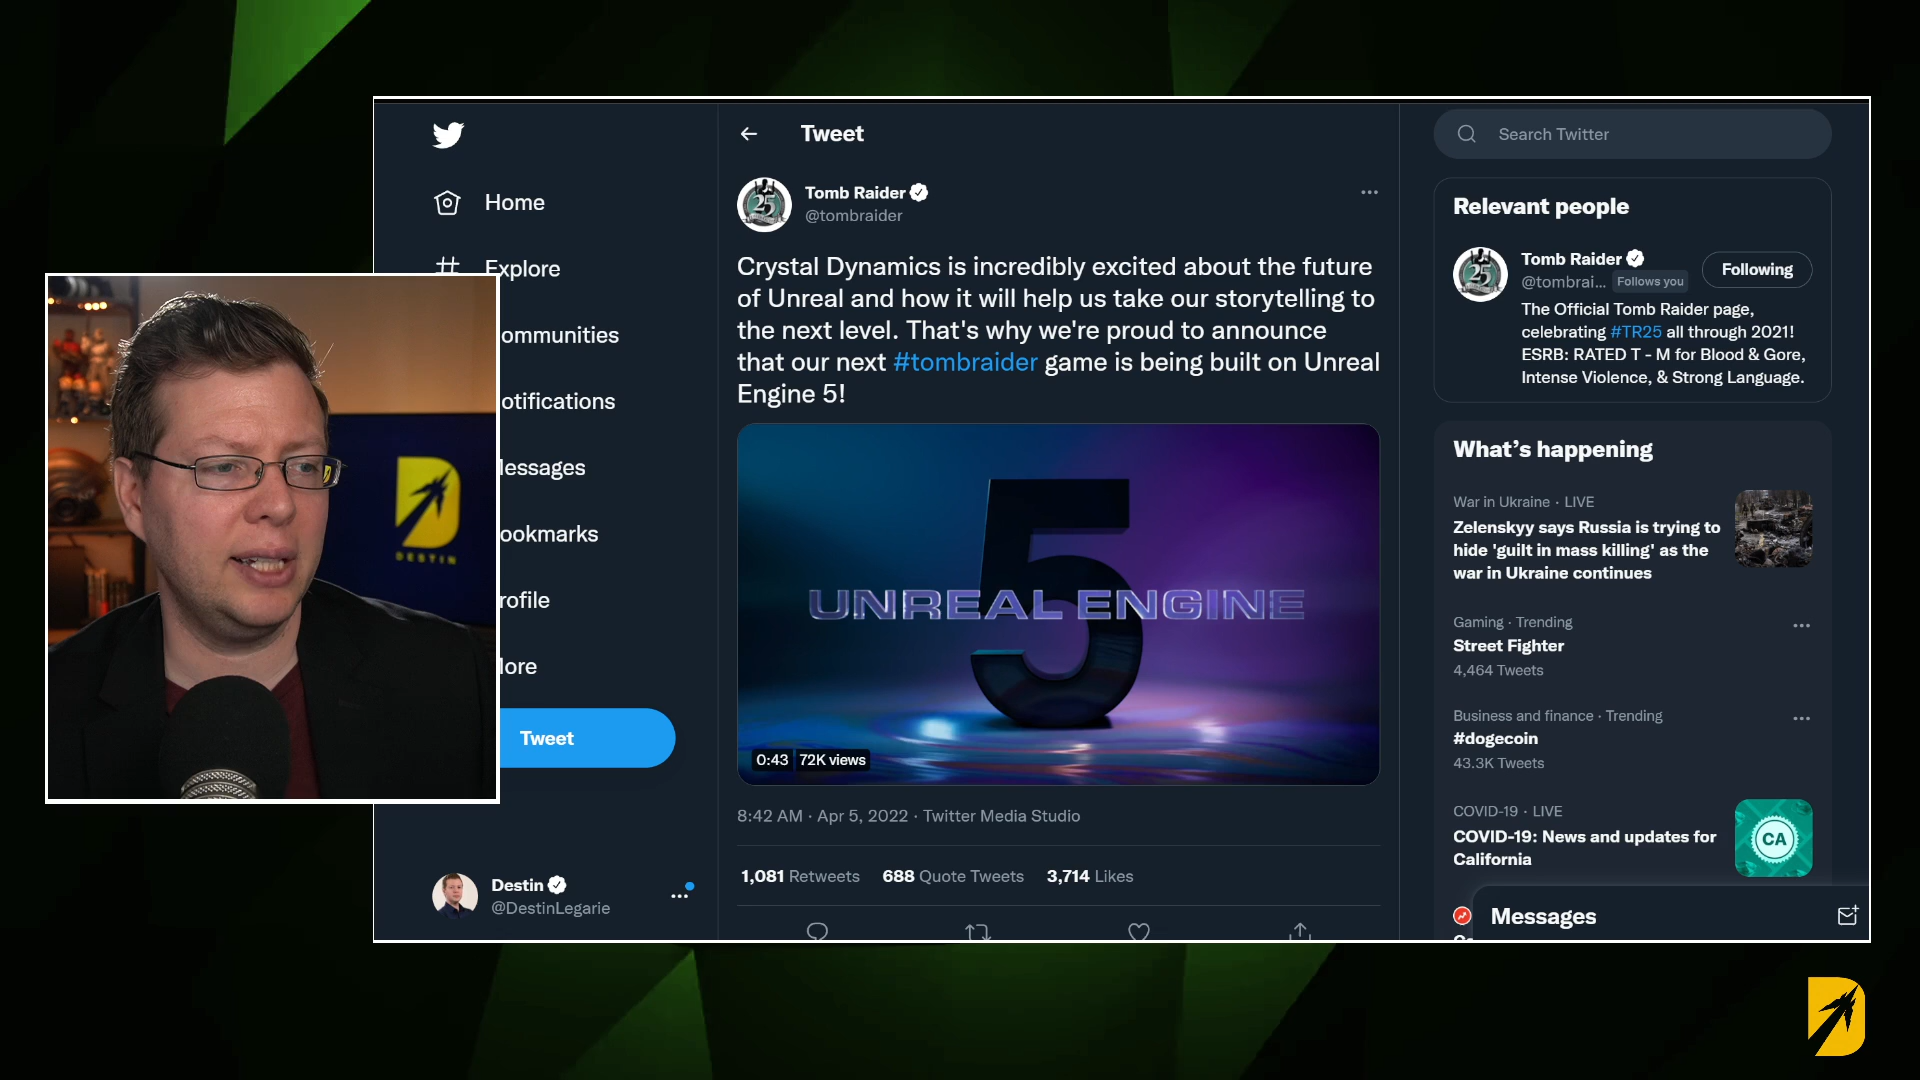 Home
Explore
ommunities
otifications
essages
ookmarks
rofile
ore
Tweet
Destin
@DestinLegarie
DESTIN
Tweet
Tomb Raider
@tombraider
Crystal Dynamics is incredibly excited about the future
of Unreal and how it will help us take our storytelling to
the next level. That's why we're proud to announce
that our next #tombraider game is being built on Unreal
Engine 5!
25
5
UNREAL ENGINE
0:43 72K views
8:42 AM · Apr 5, 2022 · Twitter Media Studio
1,081 Retweets 688 Quote Tweets 3,714 Likes
Search Twitter
Relevant people
25
Tomb Raider
@tombrai... Follows you
Following
The Official Tomb Raider page,
celebrating #TR25 all through 2021!
ESRB: RATED T - M for Blood & Gore,
Intense Violence, & Strong Language.
What's happening
War in Ukraine · LIVE
Zelenskyy says Russia is trying to
hide 'guilt in mass killing' as the
war in Ukraine continues
Gaming · Trending
Street Fighter
4,464 Tweets
Business and finance · Trending
#dogecoin
43.3K Tweets
COVID-19 · LIVE
COVID-19: News and updates for
California
CA
Messages